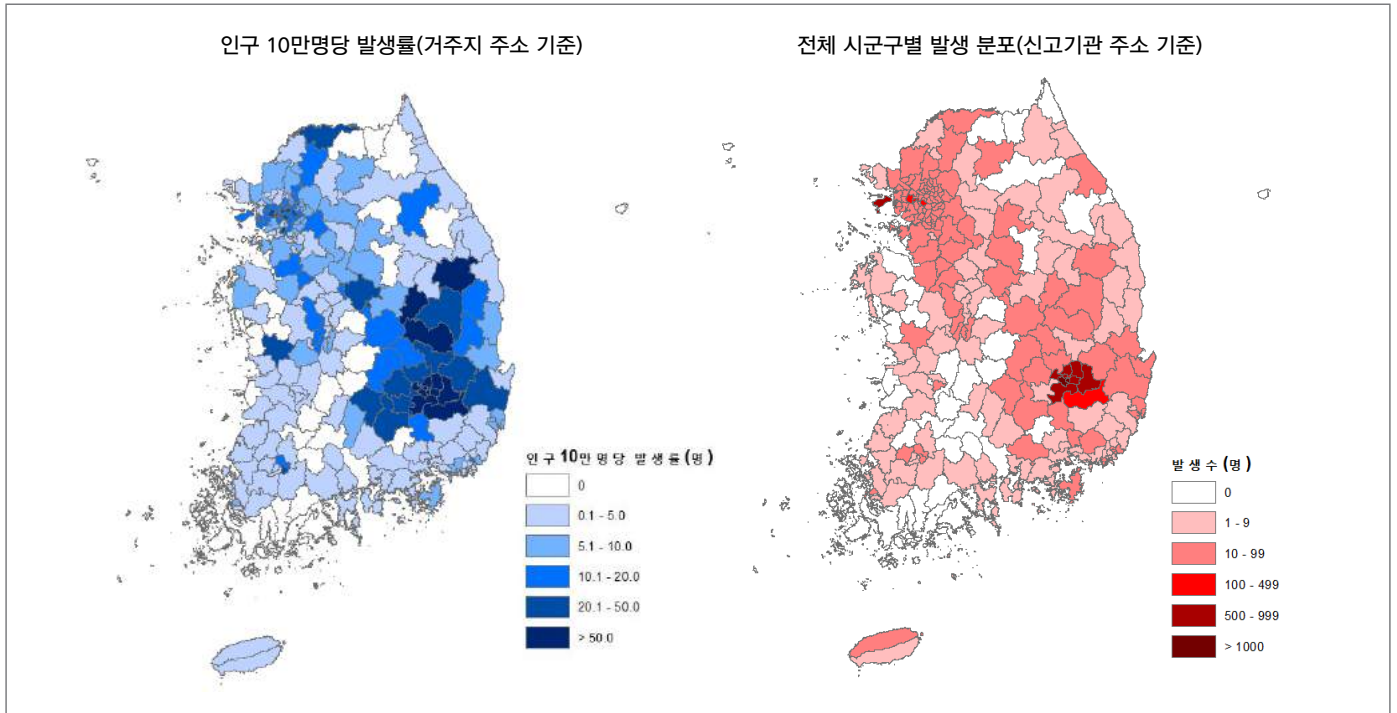 인구 10만명당 발생률(거주지 주소 기준)
전체 시군구별 발생 분포(신고기관 주소 기준)
인구 10만명당 발생률(명)
0
0.1 - 5.0
5.1 - 10.0
10.1 - 20.0
20.1 - 50.0
> 50.0
발생수(명)
0
1 - 9
10 - 99
100 - 499
500 - 999
> 1000